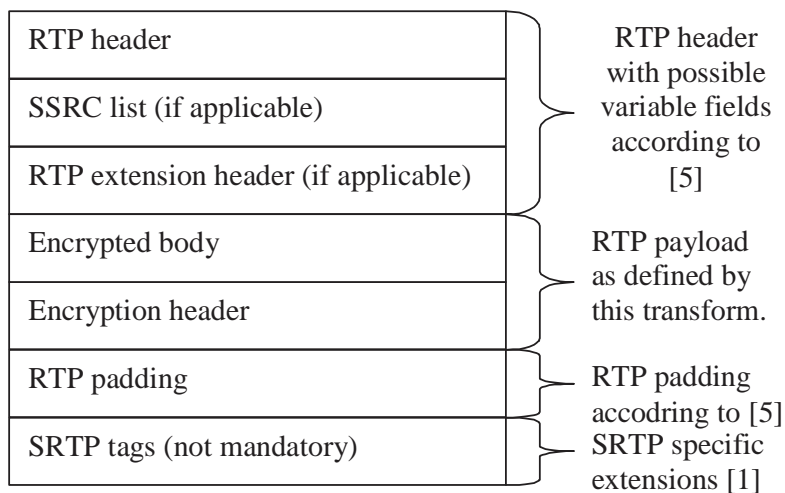 RTP header
SSRC list (if applicable)
RTP extension header (if applicable)
Encrypted body
Encryption header
RTP padding
SRTP tags (not mandatory)
RTP header
with possible
variable fields
according to
[5]
RTP payload
as defined by
this transform.
RTP padding
accodring to [5]
SRTP specific
extensions [1]